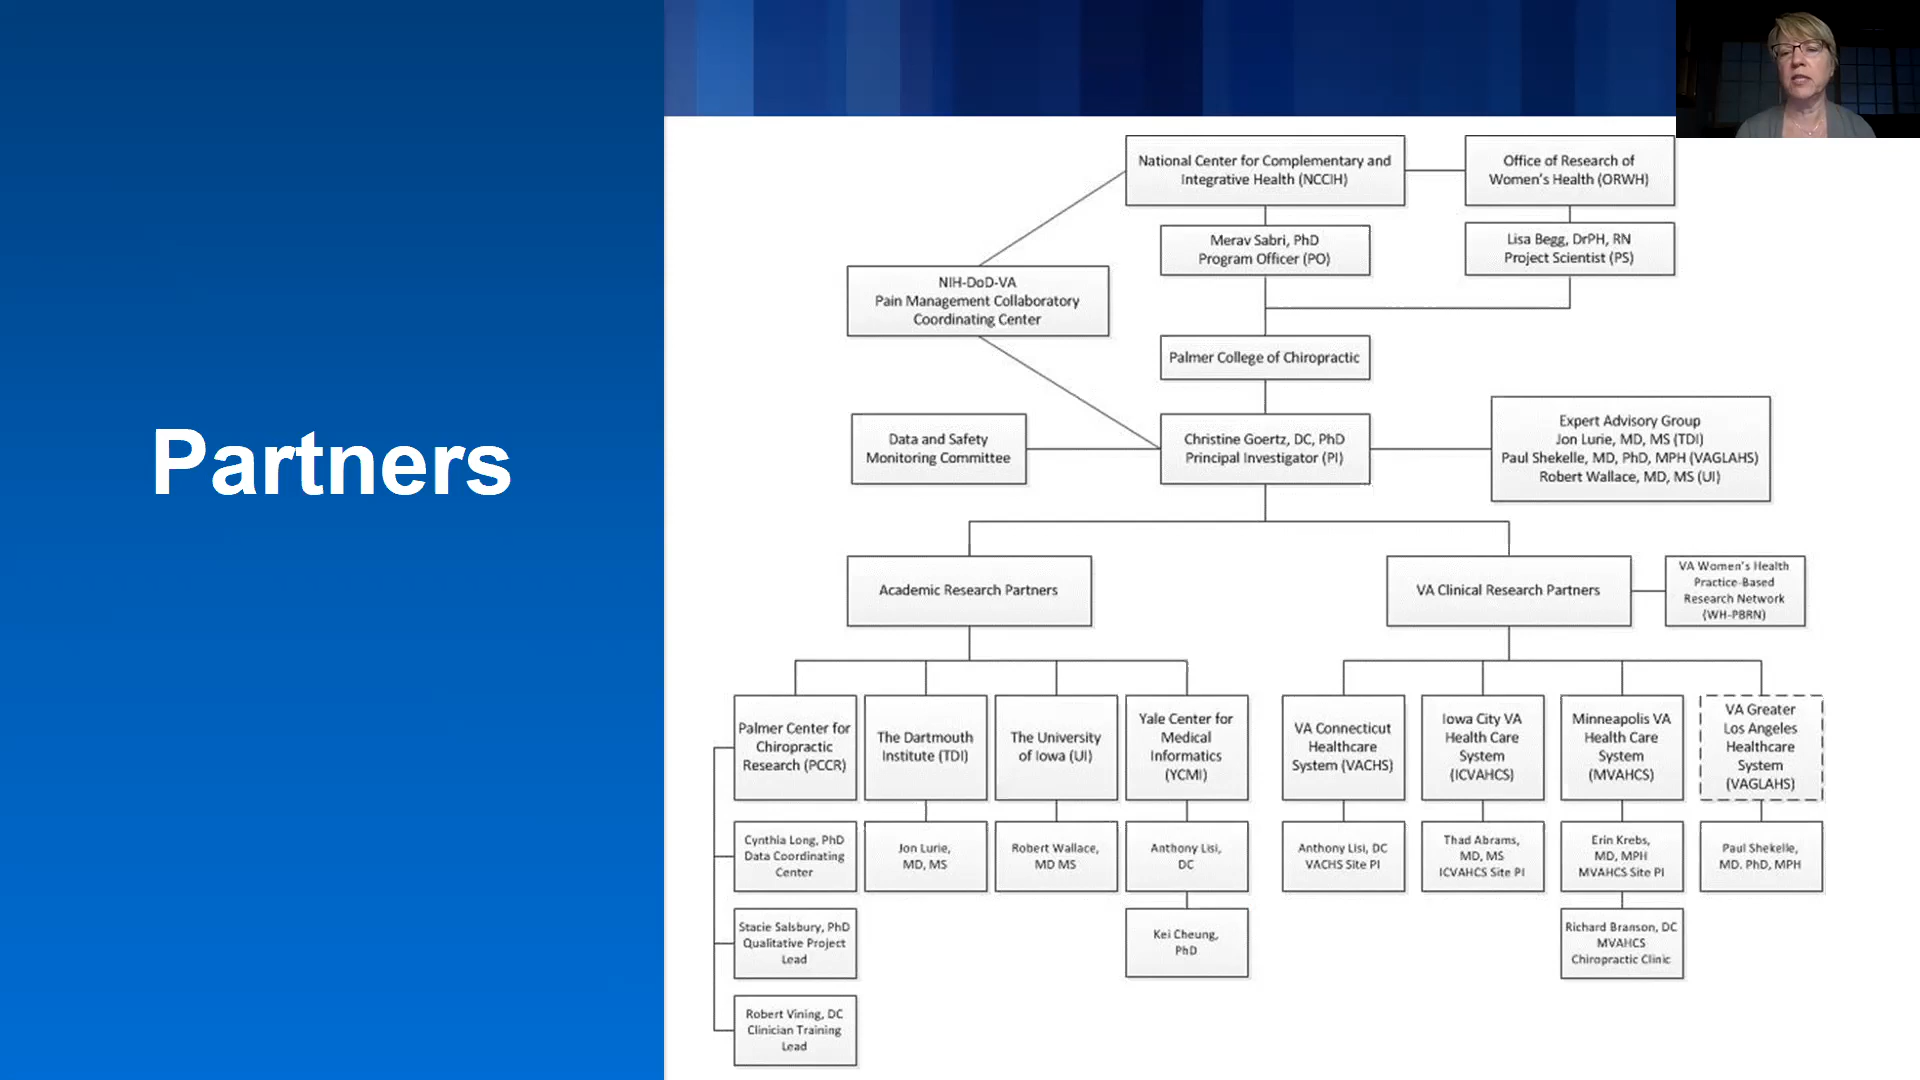 Partners
National Center for Complementary and
Integrative Health (NCCIH)
Office of Research of
Women's Health (ORWH)
Merav Sabri, PhD
Program Officer (PO)
Lisa Begg, DrPH, RN
Project Scientist (PS)
NIH-DoD-VA
Pain Management Collaboratory
Coordinating Center
Palmer College of Chiropractic
Data and Safety
Monitoring Committee
Christine Goertz, DC, PhD
Principal Investigator (PI)
Expert Advisory Group
Jon Lurie, MD, MS (TDI)
Paul Shekelle, MD, PhD, MPH (VAGLAHS)
Robert Wallace, MD, MS (UI)
Academic Research Partners
VA Clinical Research Partners
VA Women's Health
Practice-Based
Research Network
(WH-PBRN)
Palmer Center for
Chiropractic
Research (PCCR)
The Dartmouth
Institute (TDI)
The University
of Iowa (UI)
Yale Center for
Medical
Informatics
(YCMI)
VA Connecticut
Healthcare
System (VACHS)
Iowa City VA
Health Care
System
(ICVAHCS)
Minneapolis VA
Health Care
System
(MVAHCS)
VA Greater
Los Angeles
Healthcare
System
(VAGLAHS)
Cynthia Long, PhD
Data Coordinating
Center
Jon Lurie,
MD, MS
Robert Wallace,
MD MS
Anthony Lisi,
DC
Anthony Lisi, DC
VACHS Site PI
Thad Abrams,
MD, MS
ICVAHCS Site PI
Erin Krebs,
MD, MPH
MVAHCS Site PI
Paul Shekelle,
MD. PhD, MPH
Stacie Salsbury, PhD
Qualitative Project
Lead
Kei Cheung,
PhD
Richard Branson, DC
MVAHCS
Chiropractic Clinic
Robert Vining, DC
Clinician Training
Lead